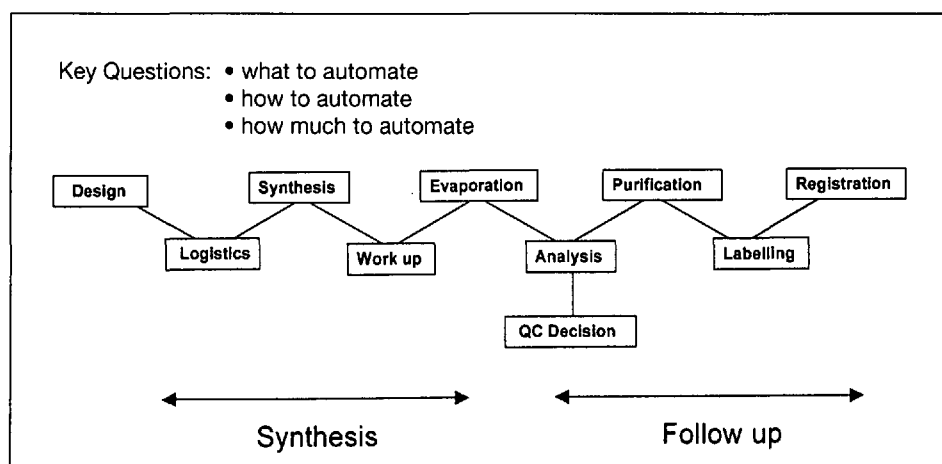 Key Questions: • what to automate
• how to automate
• how much to automate
Design
Synthesis
Evaporation
Purification
Registration
Logistics
Work up
Analysis
Labelling
QC Decision
Synthesis
Follow up